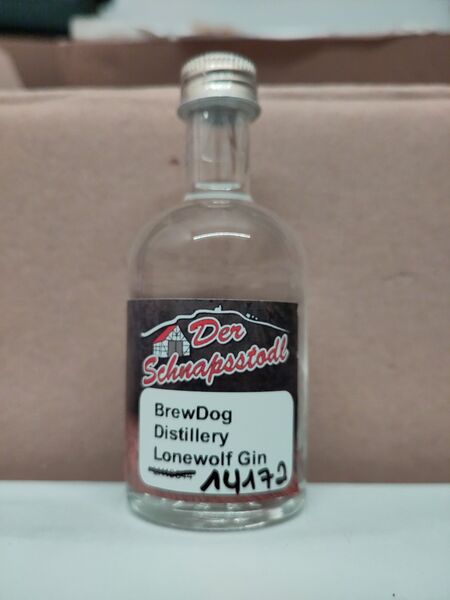 Der
Schnapsstodl
BrewDog
Distillery
Lonewolf Gin
14172